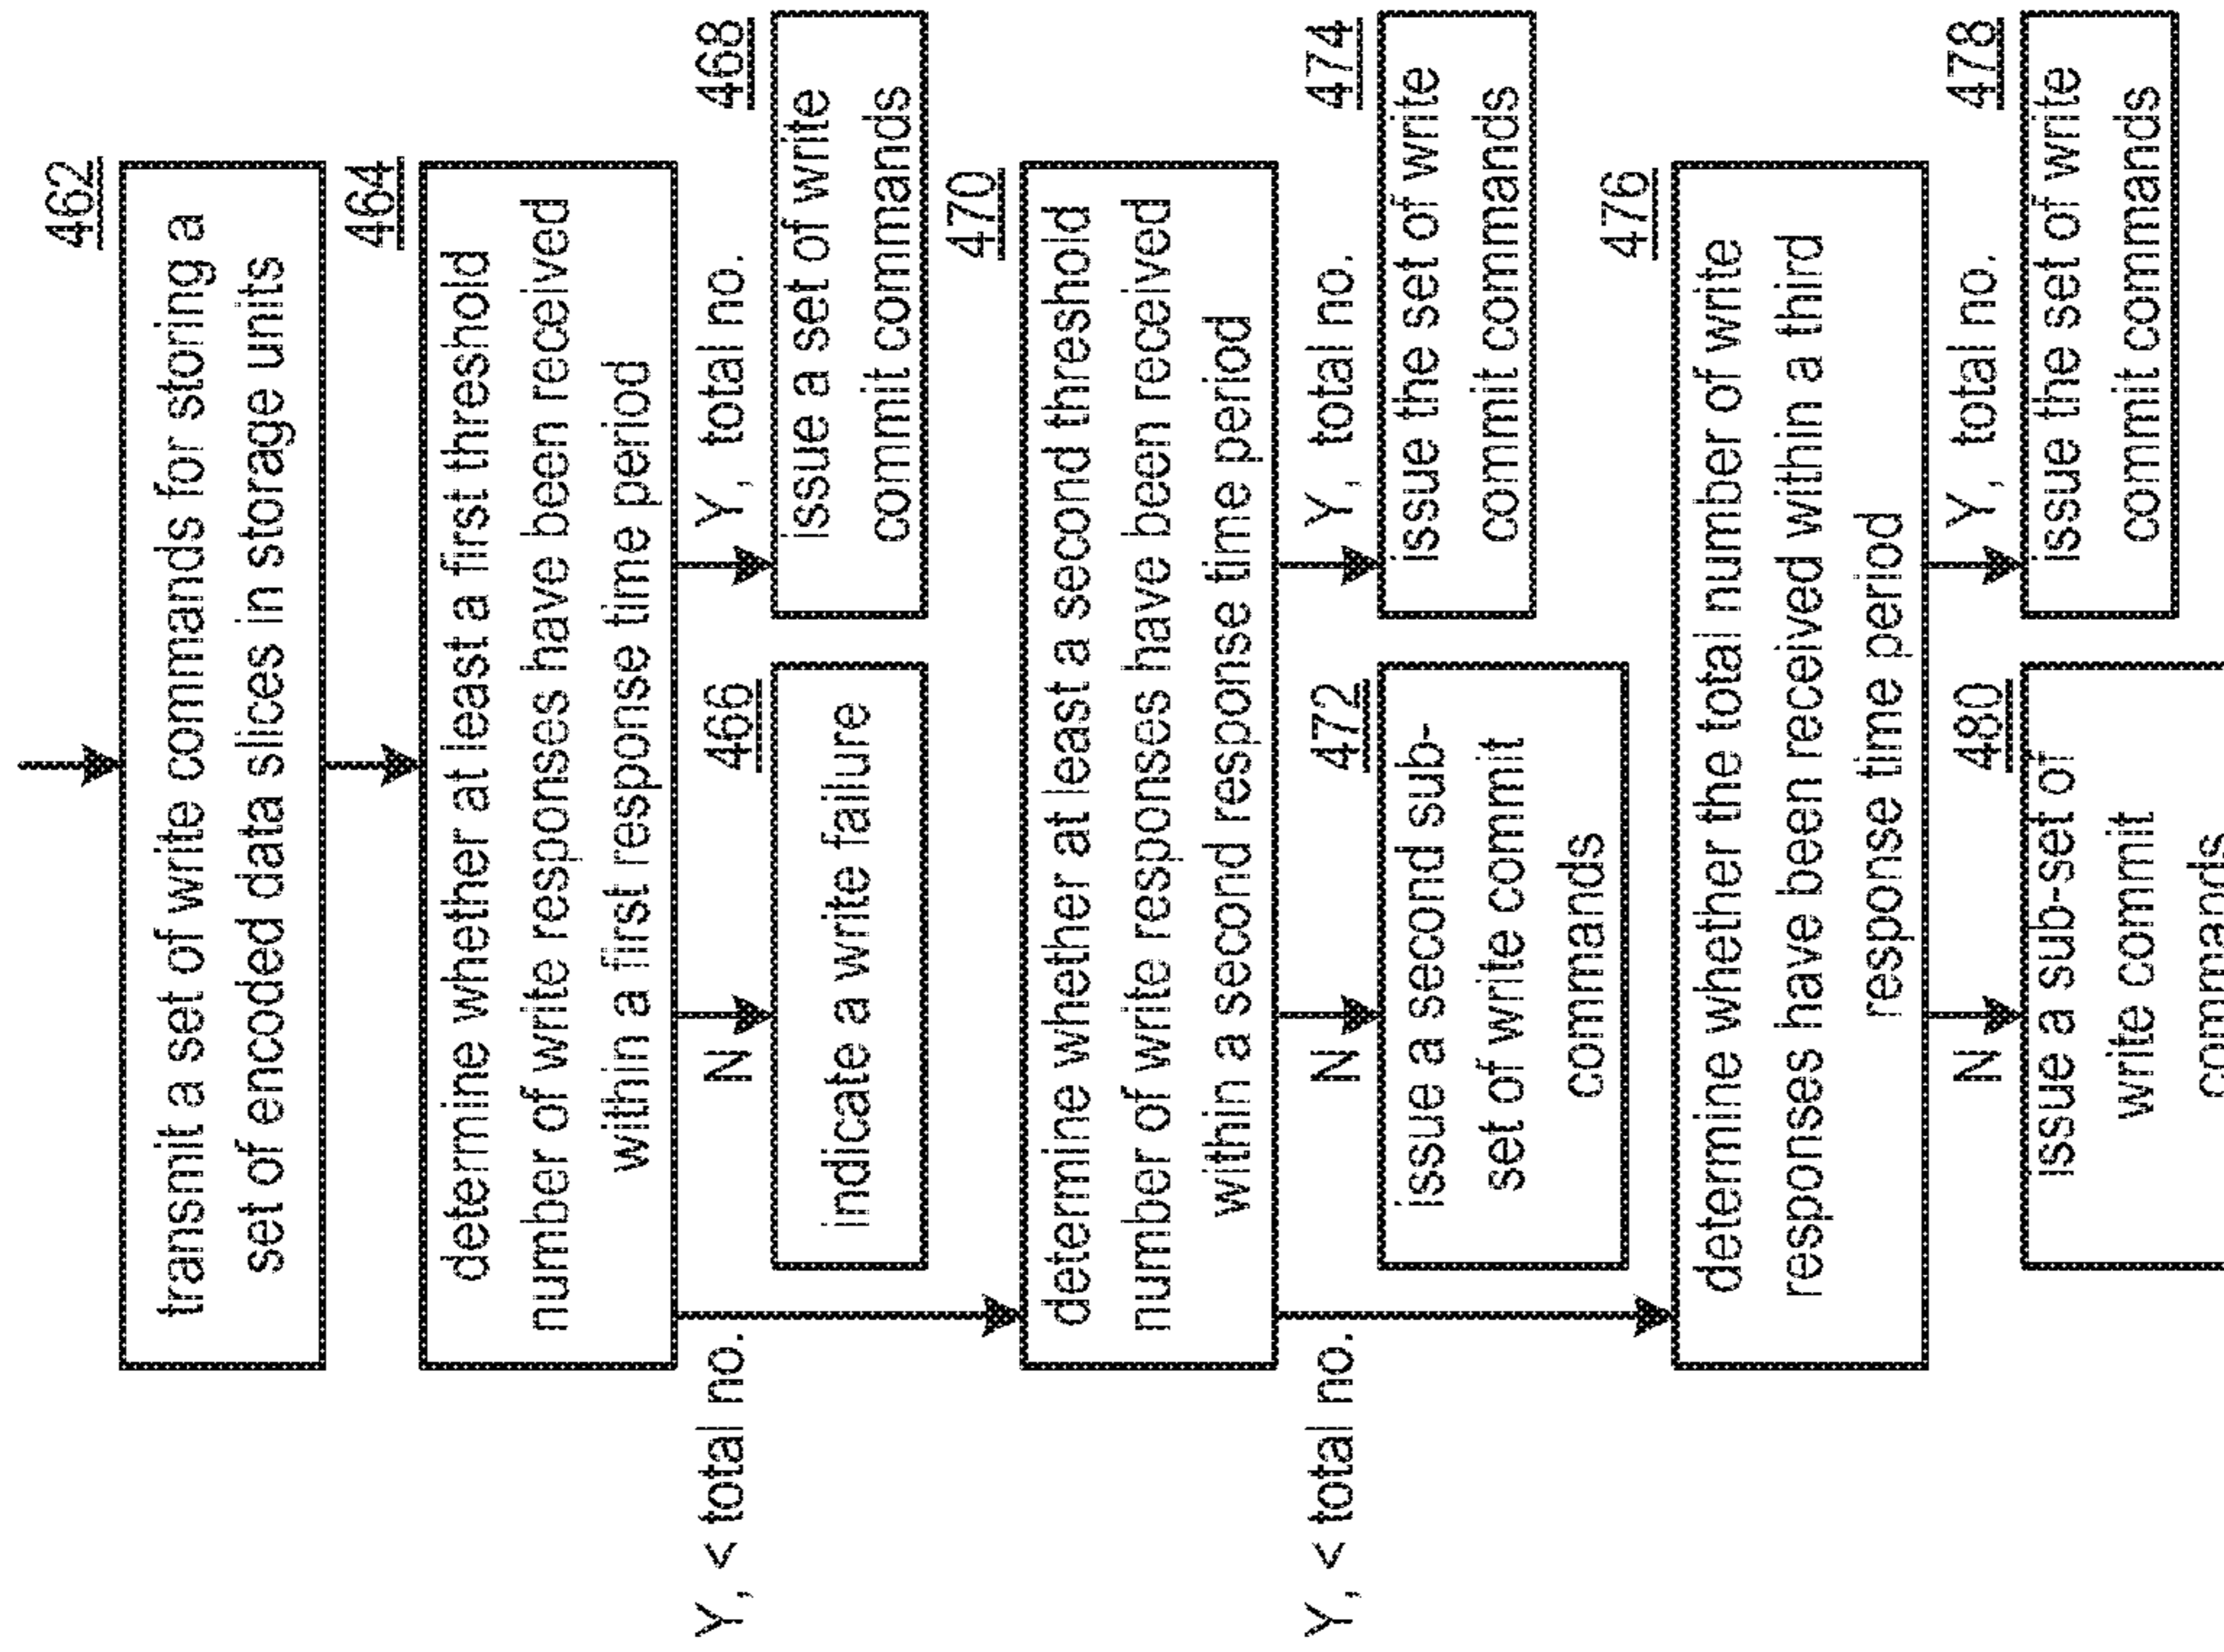 462
transmit a set of write commands for storing a
set of encoded data slices in storage units
464
determine whether at least a first threshold
number of write responses have been received
within a first response time period
Y, < total no.
N
466
Y, total no.
468
indicate a write failure
issue a set of write
commit commands
470
determine whether at least a second threshold
number of write responses have been received
within a second response time period
Y, < total no.
N
472
Y, total no.
474
issue a second sub-
set of write commit
commands
issue the set of write
commit commands
476
determine whether the total number of write
responses have been received within a third
response time period
N
480
Y, total no.
478
issue a sub-set of
write commit
commands
issue the set of write
commit commands